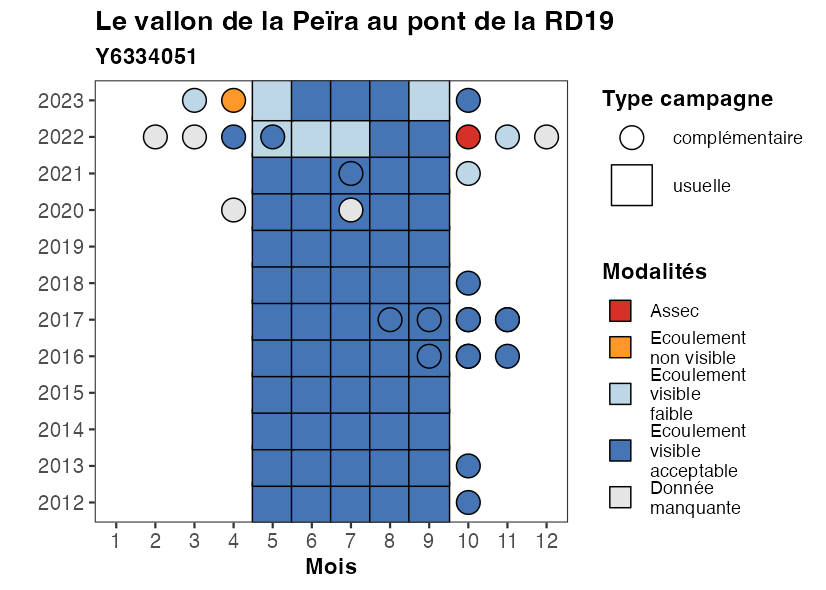 Le vallon de la Peïra au pont de la RD19
Y6334051
2023
2022
2021
2020
2019
2018
2017
2016
2015
2014
2013
2012
1 2 3 4 5 6 7 8 9 10 11 12
Mois
Type campagne
complémentaire
usuelle
Modalités
Assec
Ecoulement
non visible
Ecoulement
visible
faible
Ecoulement
visible
acceptable
Donnée
manquante